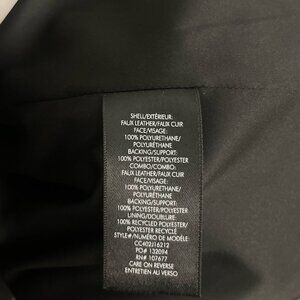 SHELL/EXTÉRIEUR:
FAUX LEATHER/FAUX CUIR
FACE/VISAGE:
100% POLYURETHANE/
POLYURÉTHANE
BACKING/SUPPORT:
100% POLYESTER/POLYESTER
COMBO/COMBO:
FAUX LEATHER/FAUX CUIR
FACE/VISAGE:
100% POLYURETHANE/
POLYURÉTHANE
BACKING/SUPPORT:
100% POLYESTER/POLYESTER
LINING/DOUBLURE:
100% RECYCLED POLYESTER/
POLYESTER RECYCLÉ
STYLE#/NUMÉRO DE MODÈLE:
CC402J16212
PO# 132094
RN# 107677
CARE ON REVERSE
ENTRETIEN AU VERSO